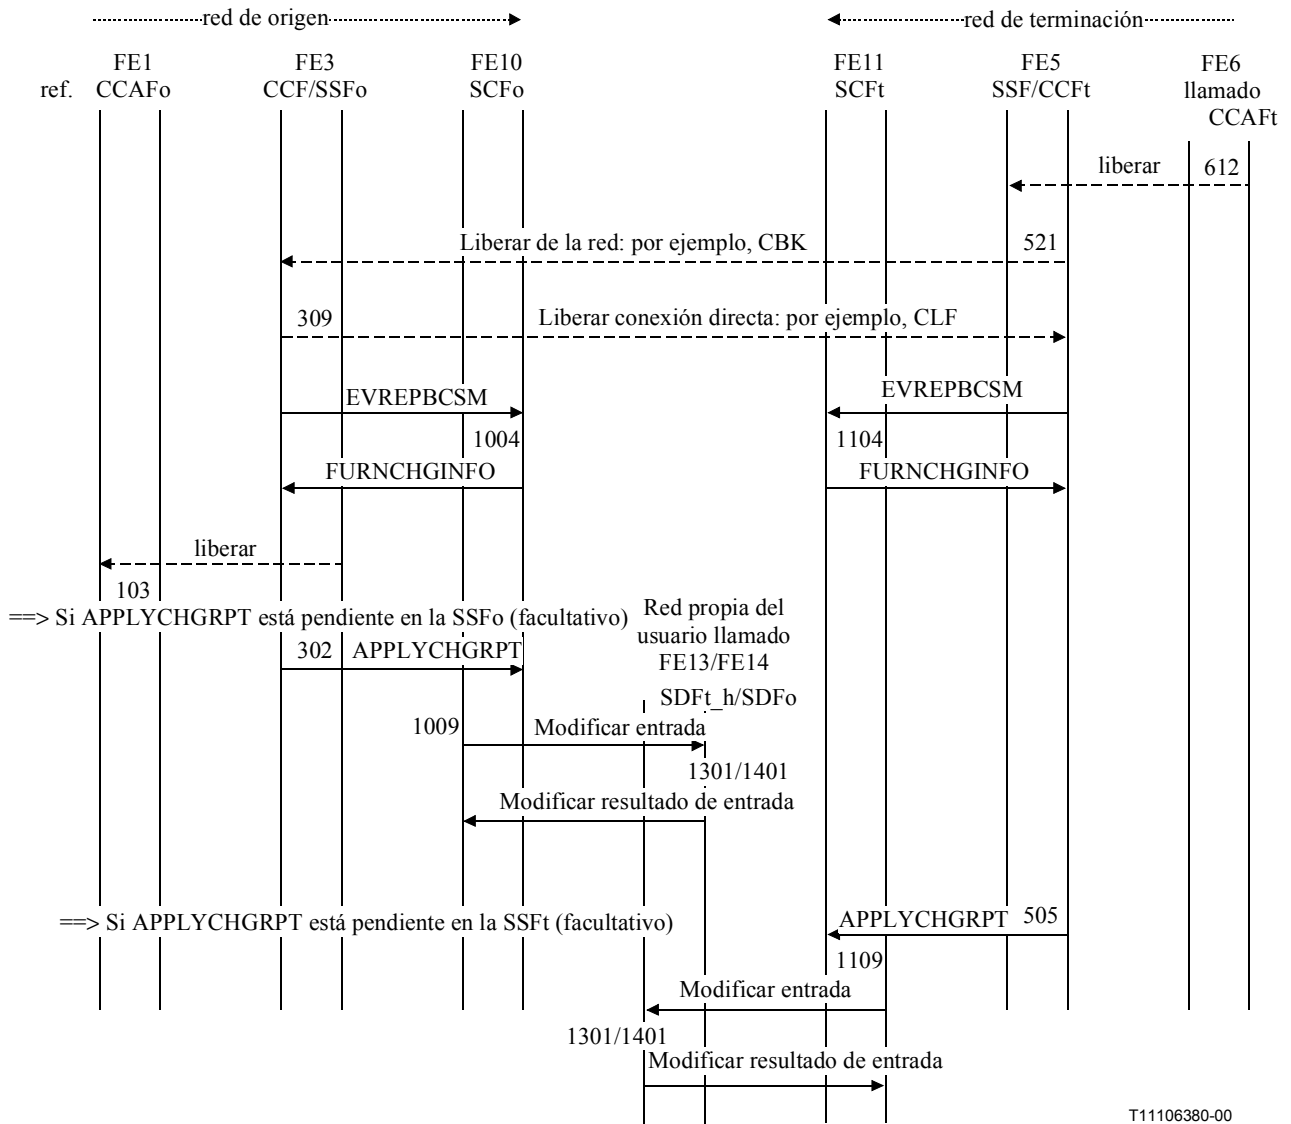 red de origen
red de terminación
FE1
FE3
FE10
FE11
FE5
FE6
ref.
CCAFo
CCF/SSFo
SCFo
SCFt
SSF/CCFt
llamado
CCAFt
liberar
612
Liberar de la red: por ejemplo, CBK
521
309
Liberar conexión directa: por ejemplo, CLF
EVREPBCSM
EVREPBCSM
1004
1104
FURNCHGINFO
FURNCHGINFO
liberar
103
==> Si APPLYCHGRPT está pendiente en la SSFo (facultativo)
Red propia del
usuario llamado
FE13/FE14
302
APPLYCHGRPT
SDFt_h/SDFo
1009
Modificar entrada
1301/1401
Modificar resultado de entrada
==> Si APPLYCHGRPT está pendiente en la SSFt (facultativo)
APPLYCHGRPT
505
1109
Modificar entrada
1301/1401
Modificar resultado de entrada
T11106380-00